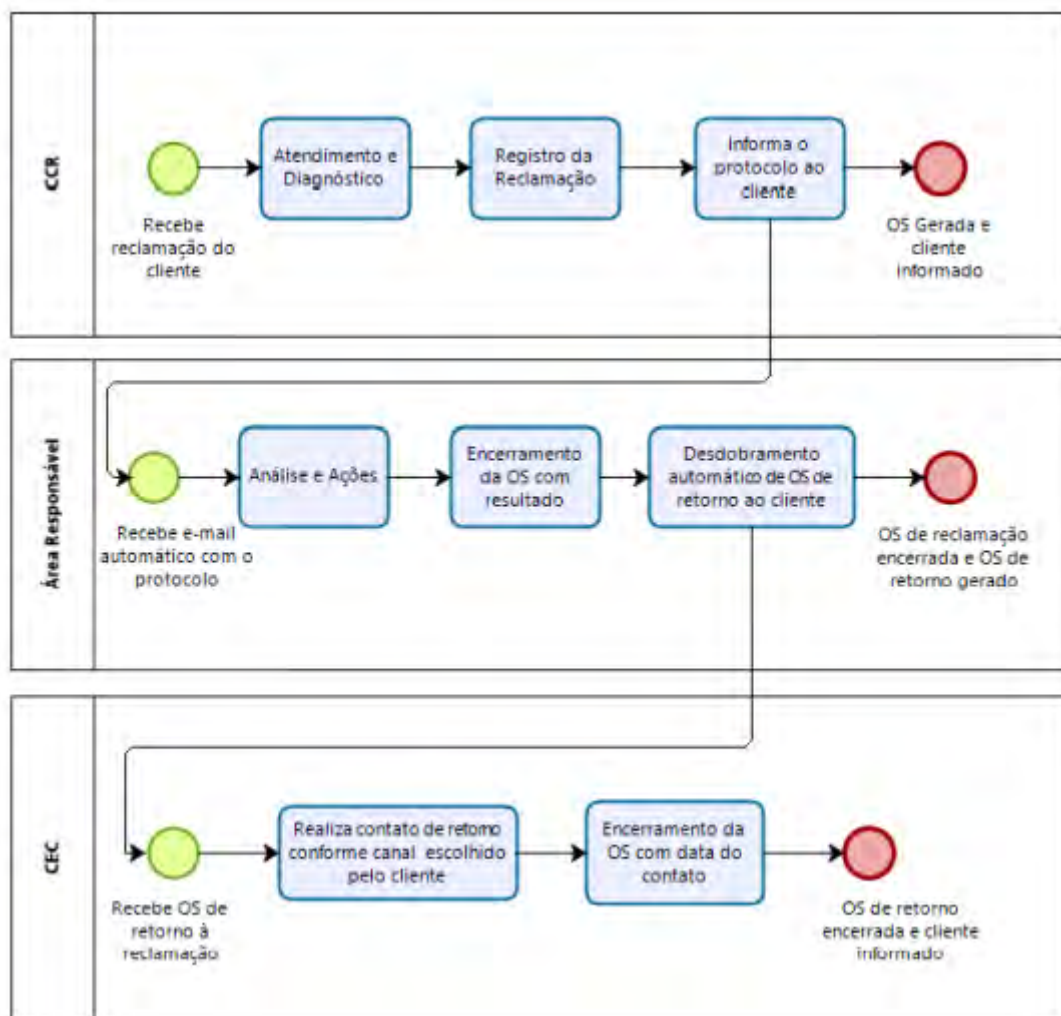 CCR
Recebe
reclamação do
cliente
Atendimento e
Diagnóstico
Registro da
Reclamação
Informa o
protocolo ao
cliente
OS Gerada e
cliente
informado
Área Responsável
Recebe e-mail
automático com o
protocolo
Análise e Ações
Encerramento
da OS com
resultado
Desdobramento
automático de OS de
retorno ao cliente
OS de reclamação
encerrada e OS de
retorno gerado
CEC
Recebe OS de
retorno à
reclamação
Realiza contato de retorno
conforme canal escolhido
pelo cliente
Encerramento da
OS com data do
contato
OS de retorno
encerrada e cliente
informado